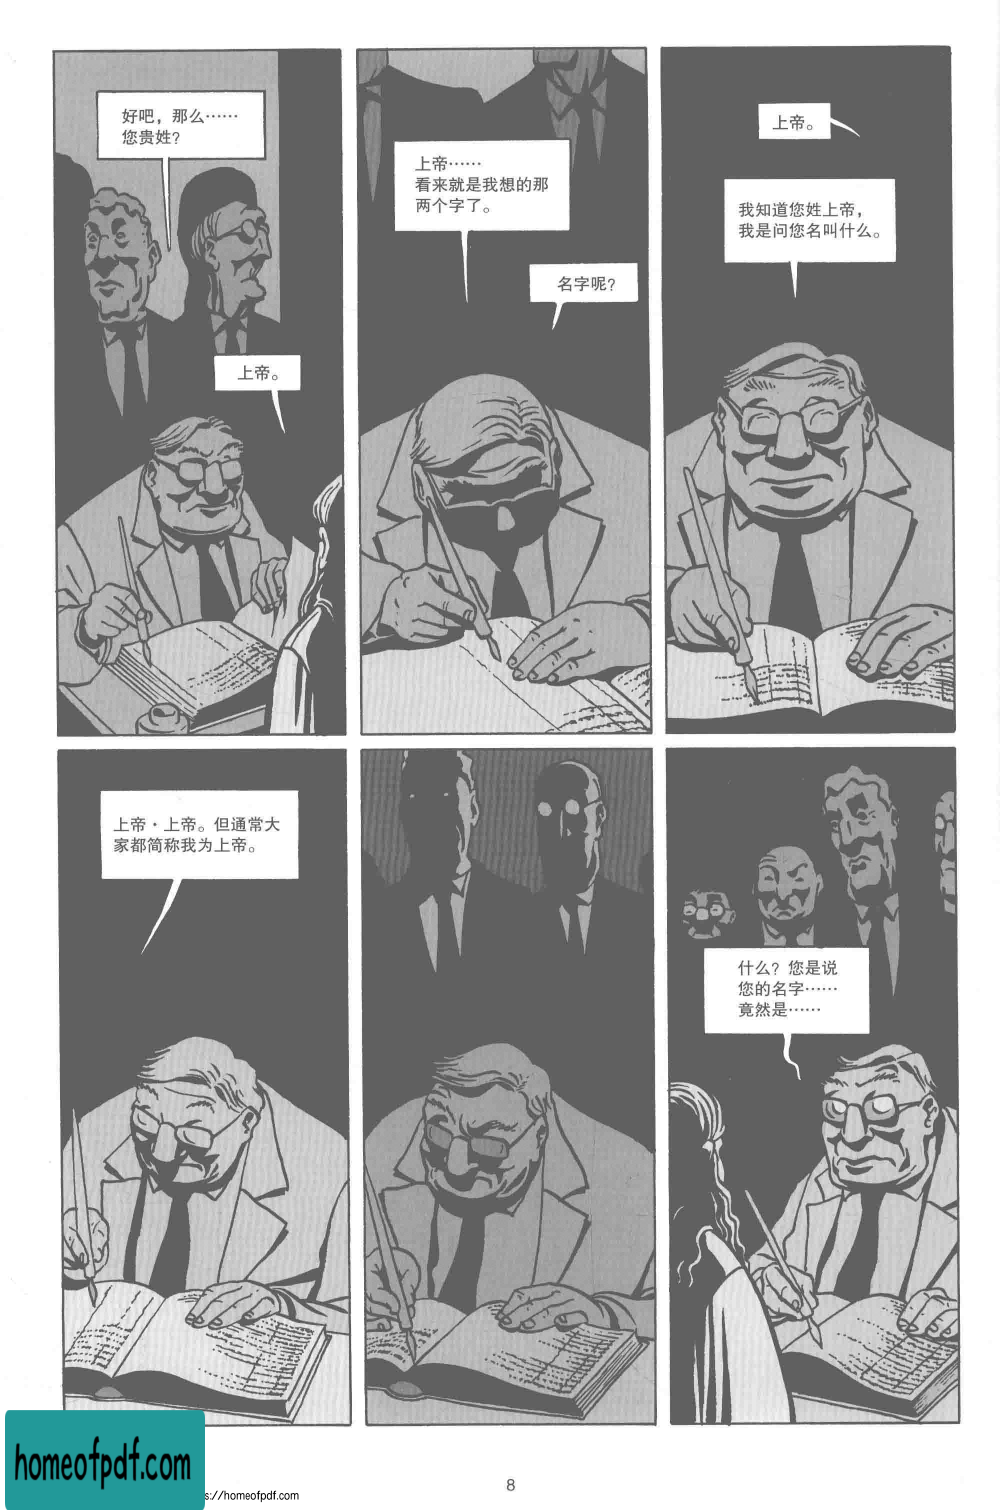 好吧，那么……
您贵姓？
上帝。
上帝……
看来就是我想的那
两个字了。
名字呢？
上帝。
我知道您姓上帝，
我是问您名叫什么。
上帝·上帝。但通常大
家都简称我为上帝。
什么？您是说
您的名字……
竟然是……
homeofpdf.com
s://homeofpdf.com
8